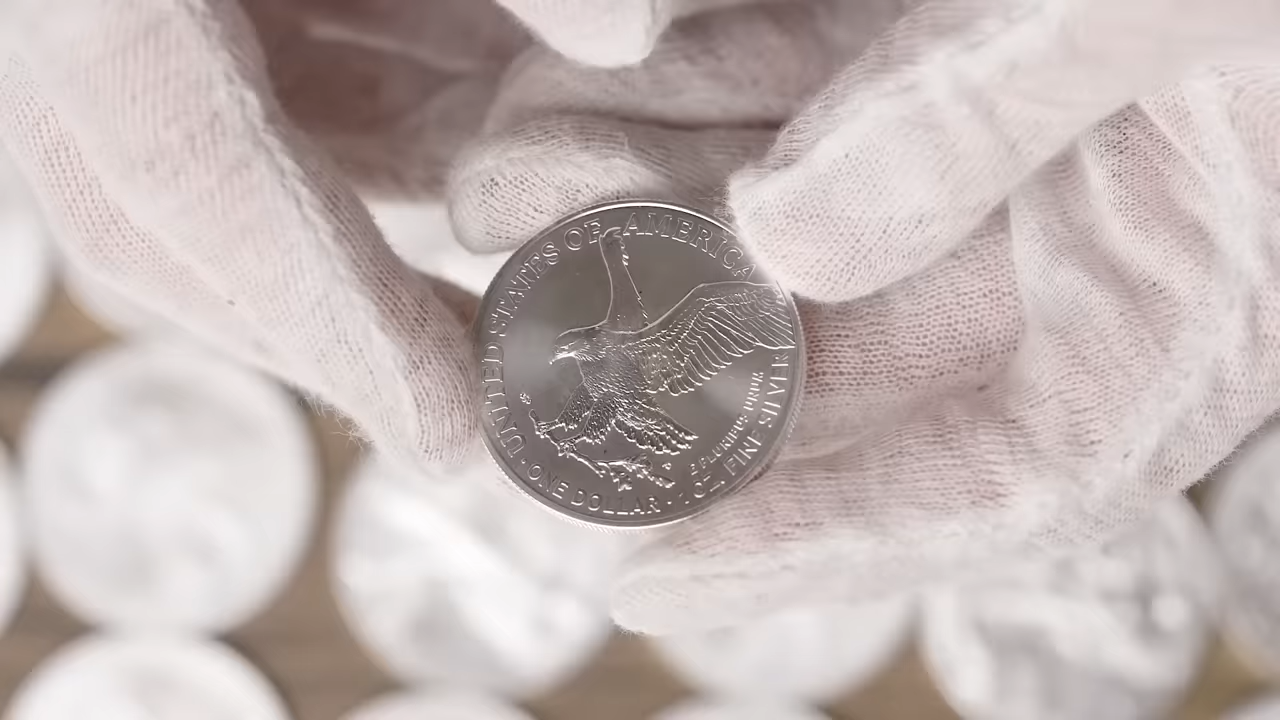 UNITED STATES OF AMERICA
E PLURIBUS UNUM
· ONE DOLLAR · 1 OZ. FINE SILVER